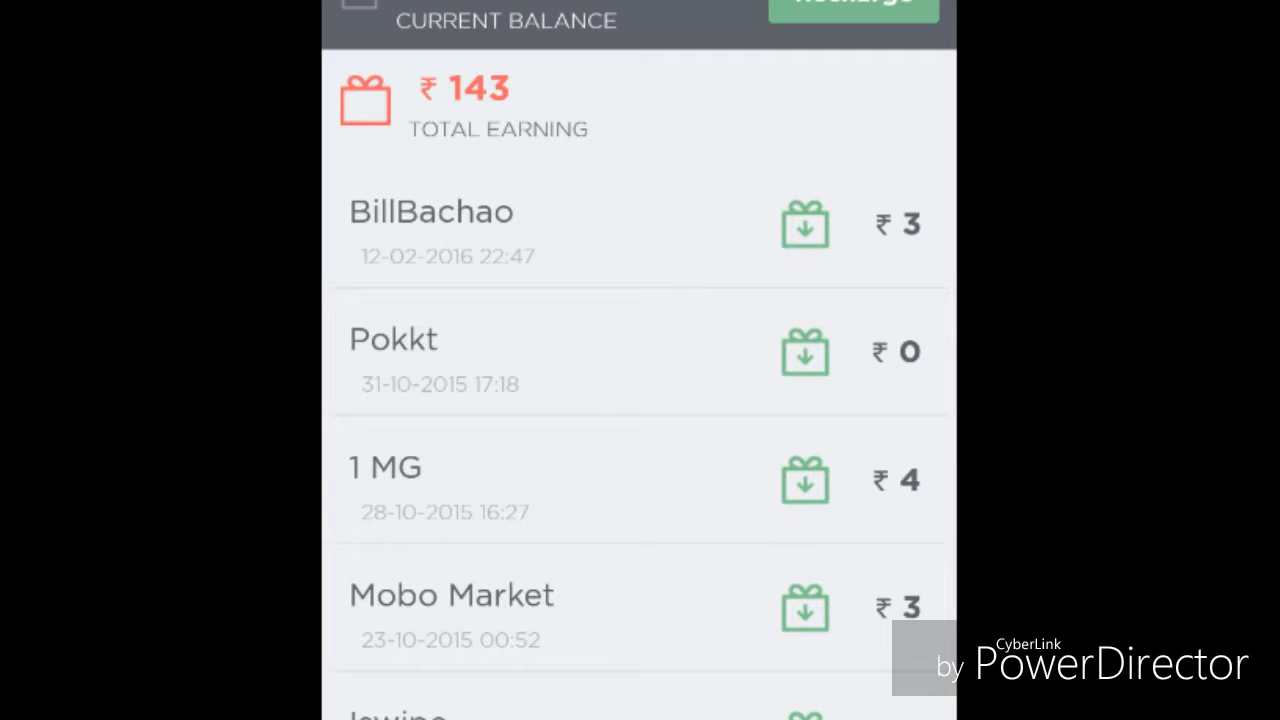 CURRENT BALANCE
Recharge
₹ 143
TOTAL EARNING
BillBachao
₹ 3
12-02-2016 22:47
Pokkt
₹ 0
31-10-2015 17:18
1 MG
₹ 4
28-10-2015 16:27
Mobo Market
₹ 3
23-10-2015 00:52
CyberLink
by PowerDirector